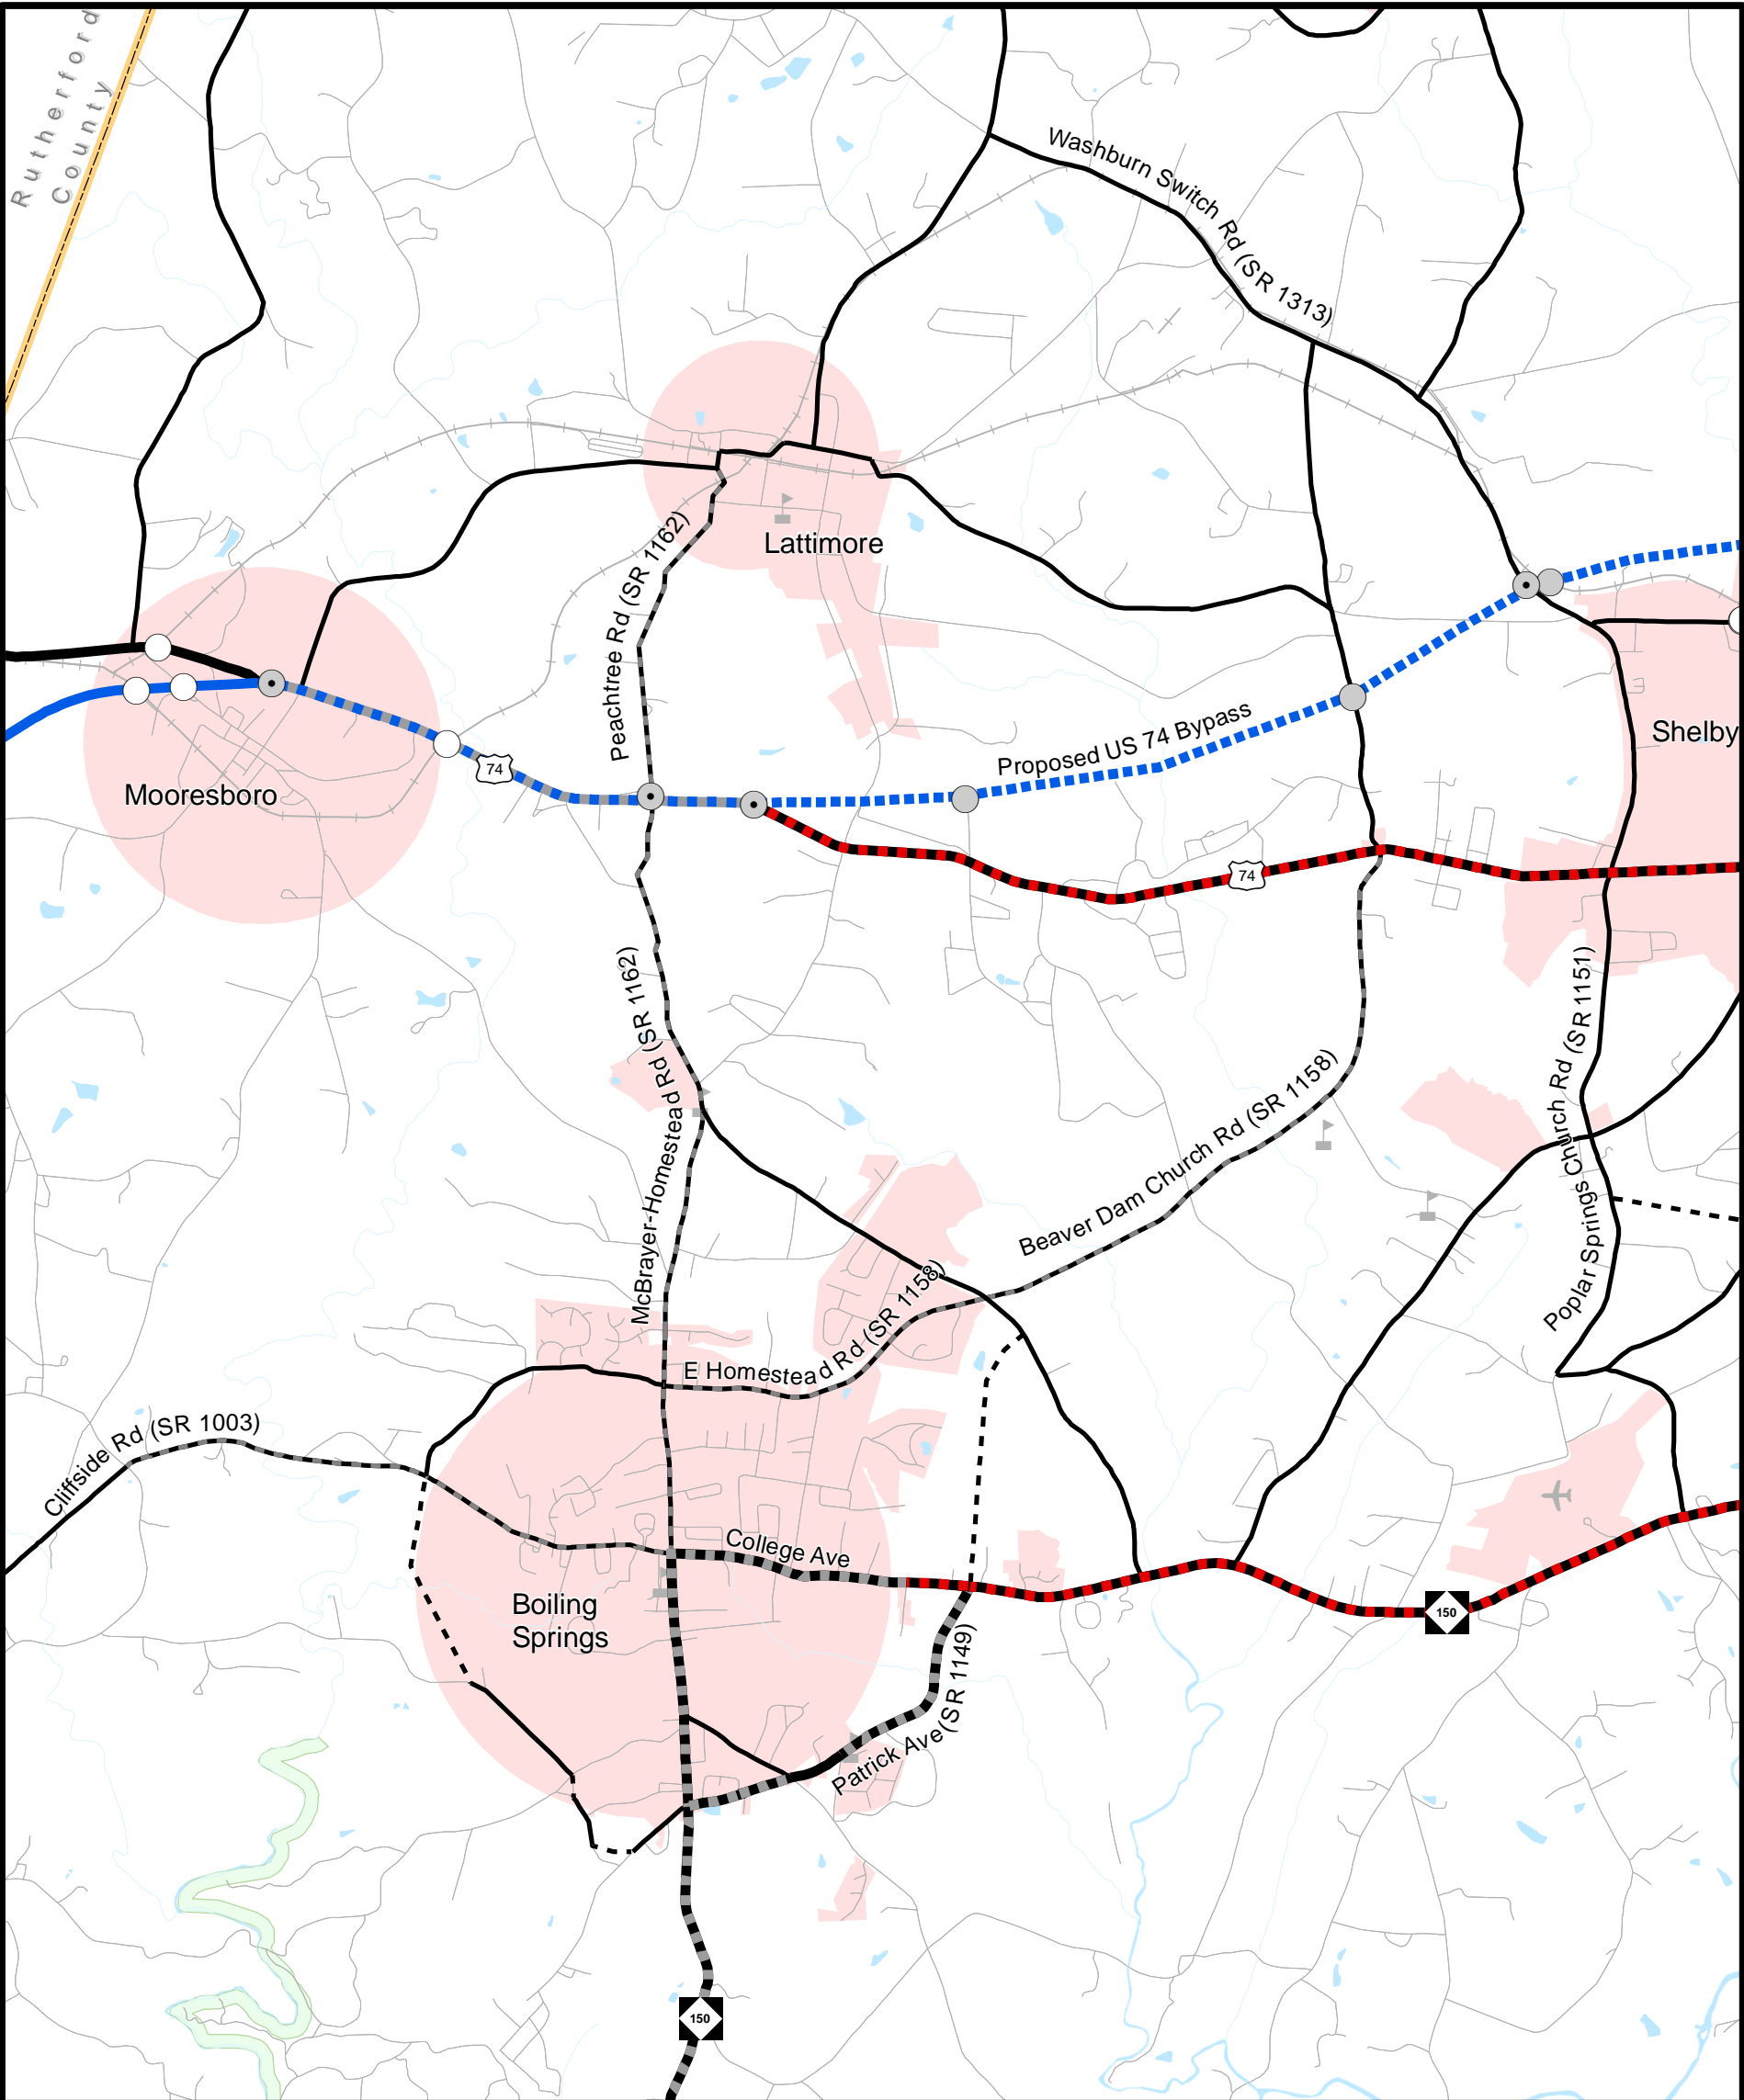 Rutherford
County
Washburn Switch Rd (SR 1313)
Peachtree Rd (SR 1162)
Lattimore
Proposed US 74 Bypass
Shelby
74
Mooresboro
74
McBrayer-Homestead Rd (SR 1162)
Poplar Springs Church Rd (SR 1151)
Beaver Dam Church Rd (SR 1158)
E Homestead Rd (SR 1158)
Cliffside Rd (SR 1003)
College Ave
Boiling
Springs
150
Patrick Ave (SR 1149)
150